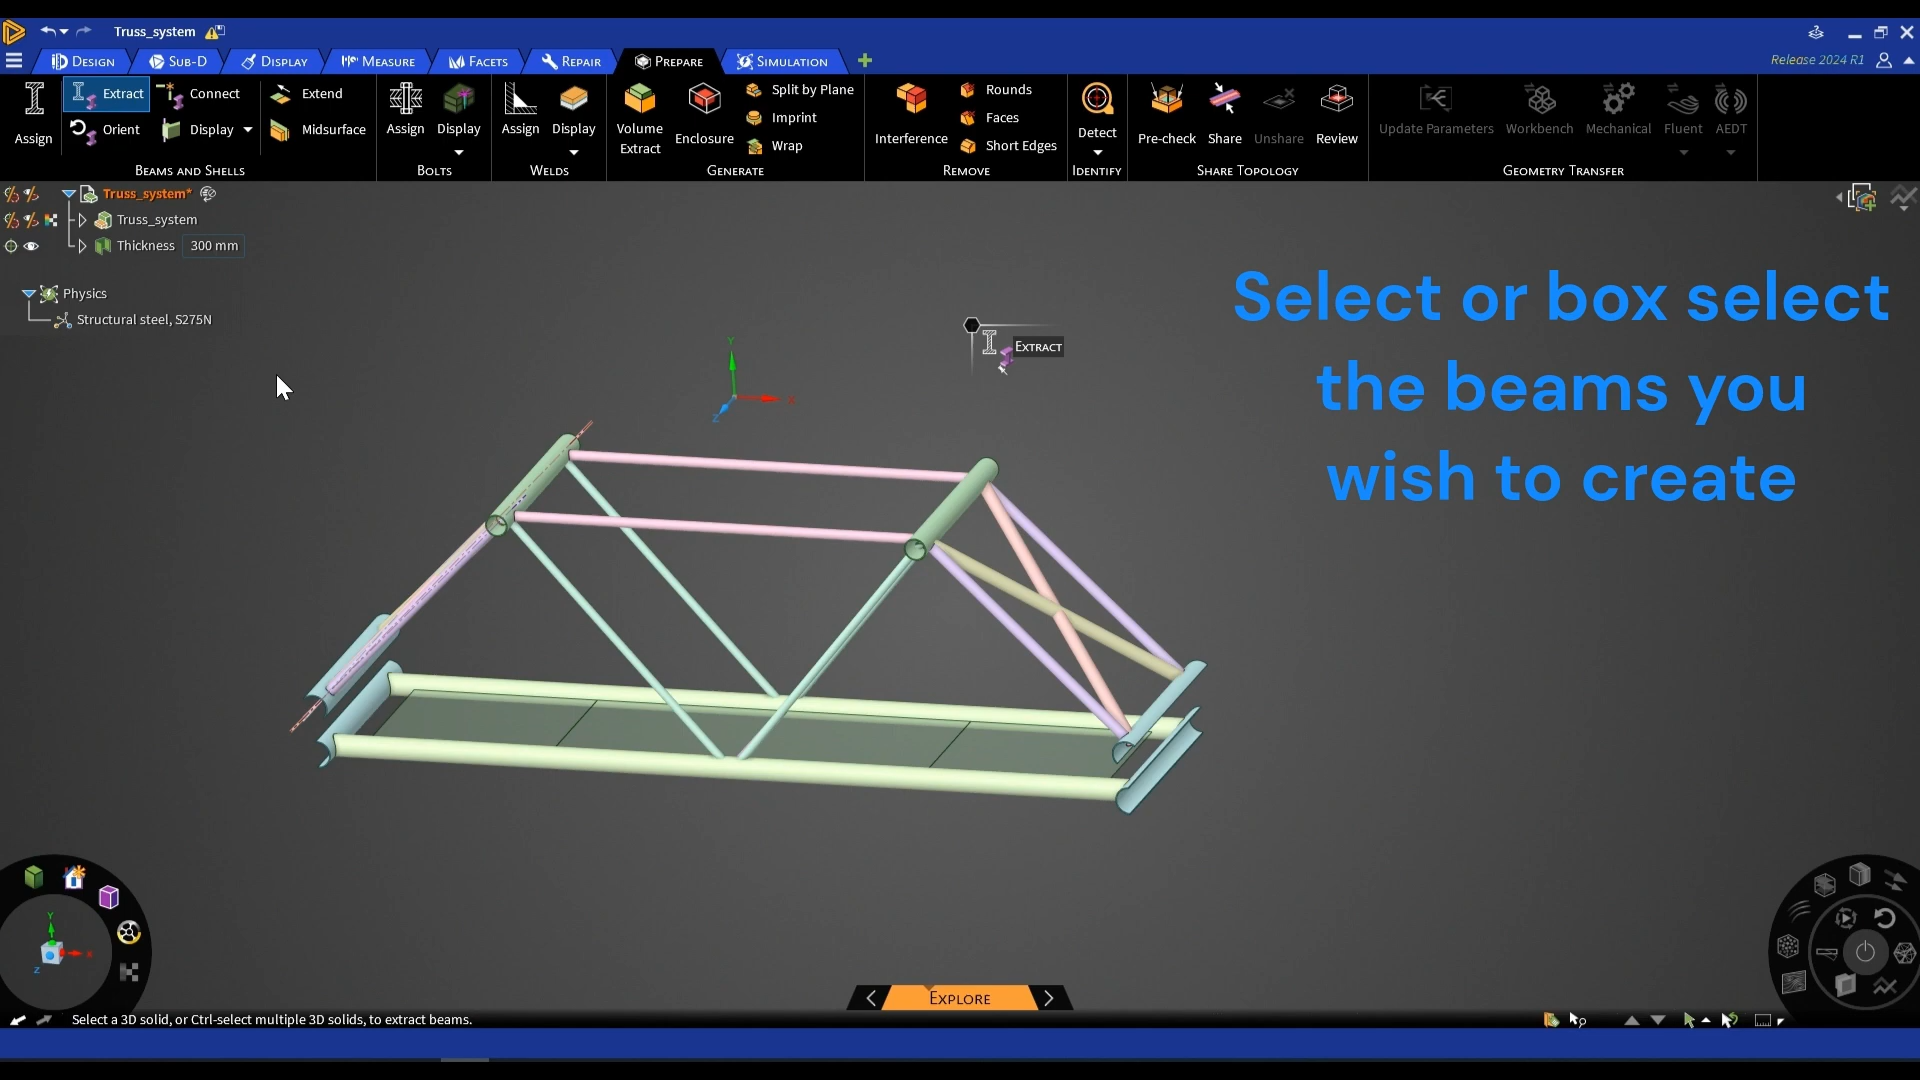 Truss_system
DESIGN SUB-D DISPLAY MEASURE FACETS REPAIR PREPARE SIMULATION
Release 2024 R1
Assign
Extract Connect Extend
Orient Display Midsurface
BEAMS AND SHELLS
Assign Display
BOLTS
Assign Display
WELDS
Volume Extract
Enclosure
Split by Plane
Imprint
Wrap
GENERATE
Interference
Rounds
Faces
Short Edges
REMOVE
Detect
IDENTIFY
Pre-check Share Unshare Review
SHARE TOPOLOGY
Update Parameters Workbench Mechanical Fluent AEDT
GEOMETRY TRANSFER
Truss_system*
Truss_system
Thickness 300 mm
Physics
Structural steel, S275N
Select or box select
the beams you
wish to create
EXTRACT
Y
X
Z
Y
X
Z
EXPLORE
Select a 3D solid, or Ctrl-select multiple 3D solids, to extract beams.